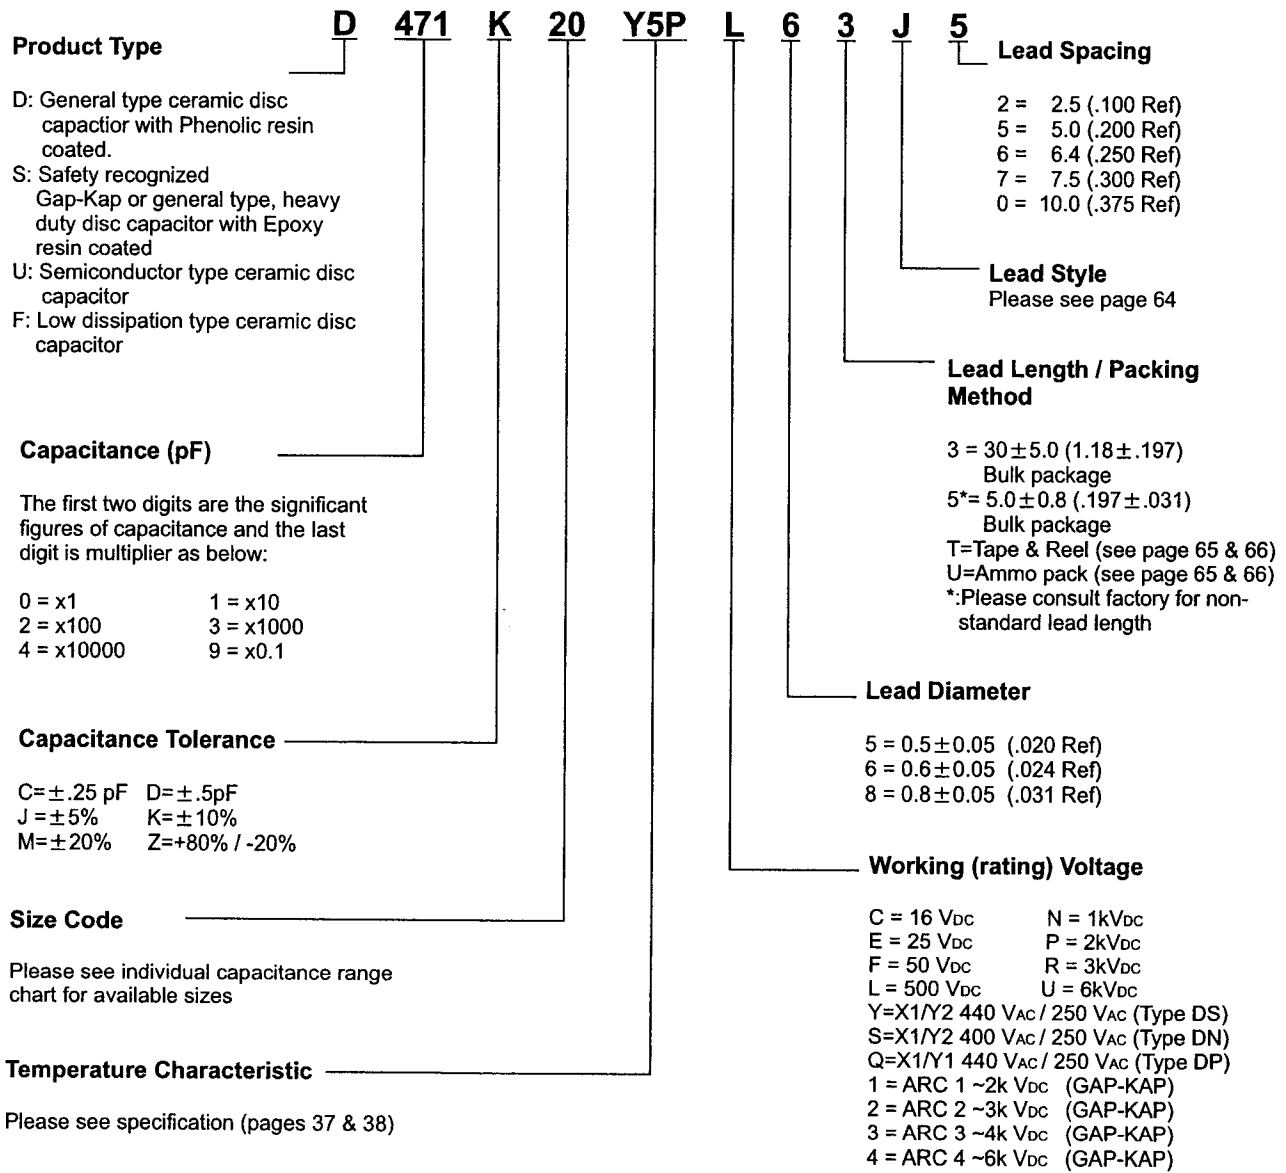 D 471 K 20 Y5P L 6 3 J 5
Product Type
D: General type ceramic disc
capactior with Phenolic resin
coated.
S: Safety recognized
Gap-Kap or general type, heavy
duty disc capacitor with Epoxy
resin coated
U: Semiconductor type ceramic disc
capacitor
F: Low dissipation type ceramic disc
capacitor
Capacitance (pF)
The first two digits are the significant
figures of capacitance and the last
digit is multiplier as below:
0 = x1 1 = x10
2 = x100 3 = x1000
4 = x10000 9 = x0.1
Capacitance Tolerance
C=±.25 pF D=±.5pF
J =±5% K=±10%
M=±20% Z=+80% / -20%
Size Code
Please see individual capacitance range
chart for available sizes
Temperature Characteristic
Please see specification (pages 37 & 38)
Lead Spacing
2 = 2.5 (.100 Ref)
5 = 5.0 (.200 Ref)
6 = 6.4 (.250 Ref)
7 = 7.5 (.300 Ref)
0 = 10.0 (.375 Ref)
Lead Style
Please see page 64
Lead Length / Packing
Method
3 = 30±5.0 (1.18±.197)
Bulk package
5*= 5.0±0.8 (.197±.031)
Bulk package
T=Tape & Reel (see page 65 & 66)
U=Ammo pack (see page 65 & 66)
*:Please consult factory for non-
standard lead length
Lead Diameter
5 = 0.5±0.05 (.020 Ref)
6 = 0.6±0.05 (.024 Ref)
8 = 0.8±0.05 (.031 Ref)
Working (rating) Voltage
C = 16 VDC N = 1kVDC
E = 25 VDC P = 2kVDC
F = 50 VDC R = 3kVDC
L = 500 VDC U = 6kVDC
Y=X1/Y2 440 VAC / 250 VAC (Type DS)
S=X1/Y2 400 VAC / 250 VAC (Type DN)
Q=X1/Y1 440 VAC / 250 VAC (Type DP)
1 = ARC 1 ~2k VDC (GAP-KAP)
2 = ARC 2 ~3k VDC (GAP-KAP)
3 = ARC 3 ~4k VDC (GAP-KAP)
4 = ARC 4 ~6k VDC (GAP-KAP)